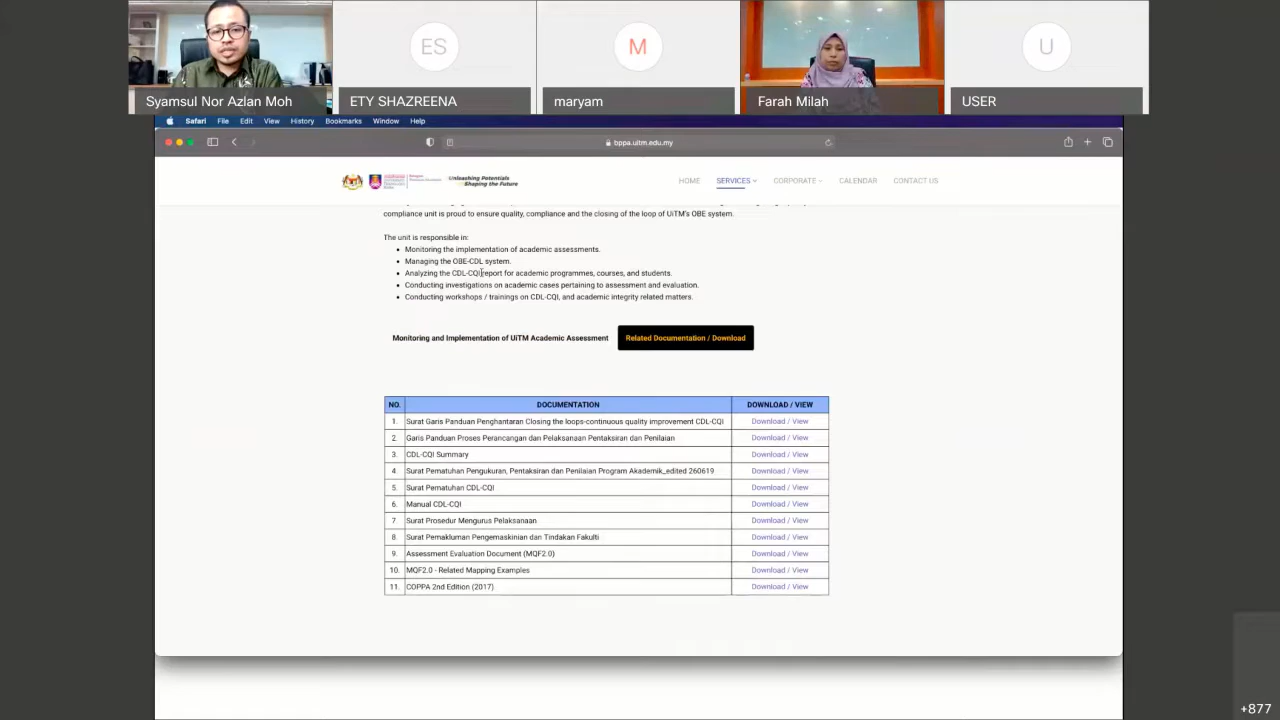 ES
M
U
Syamsul Nor Azlan Moh
ETY SHAZREENA
maryam
Farah Milah
USER
Safari File Edit View History Bookmarks Window Help
bppa.uitm.edu.my
Unleashing Potentials
Shaping the Future
HOME SERVICES CORPORATE CALENDAR CONTACT US
compliance unit is proud to ensure quality, compliance and the closing of the loop of UiTM's OBE system.
The unit is responsible in:
Monitoring the implementation of academic assessments.
Managing the OBE-CDL system.
Analyzing the CDL-CQI report for academic programmes, courses, and students.
Conducting investigations on academic cases pertaining to assessment and evaluation.
Conducting workshops / trainings on CDL-CQI, and academic integrity related matters.
Monitoring and Implementation of UiTM Academic Assessment Related Documentation / Download
NO. DOCUMENTATION DOWNLOAD / VIEW
1. Surat Garis Panduan Penghantaran Closing the loops-continuous quality improvement CDL-CQI Download / View
2. Garis Panduan Proses Perancangan dan Pelaksanaan Pentaksiran dan Penilaian Download / View
3. CDL-CQI Summary Download / View
4. Surat Pematuhan Pengukuran, Pentaksiran dan Penilaian Program Akademik_edited 260619 Download / View
5. Surat Pematuhan CDL-CQI Download / View
6. Manual CDL-CQI Download / View
7. Surat Prosedur Mengurus Pelaksanaan Download / View
8. Surat Pemakluman Pengemaskinian dan Tindakan Fakulti Download / View
9. Assessment Evaluation Document (MQF2.0) Download / View
10. MQF2.0 - Related Mapping Examples Download / View
11. COPPA 2nd Edition (2017) Download / View
+877